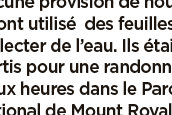 cune provision de nou
ont utilisé des feuilles
llecter de l'eau. Ils étai
rtis pour une randonn
ux heures dans le Parc
tional de Mount Royal